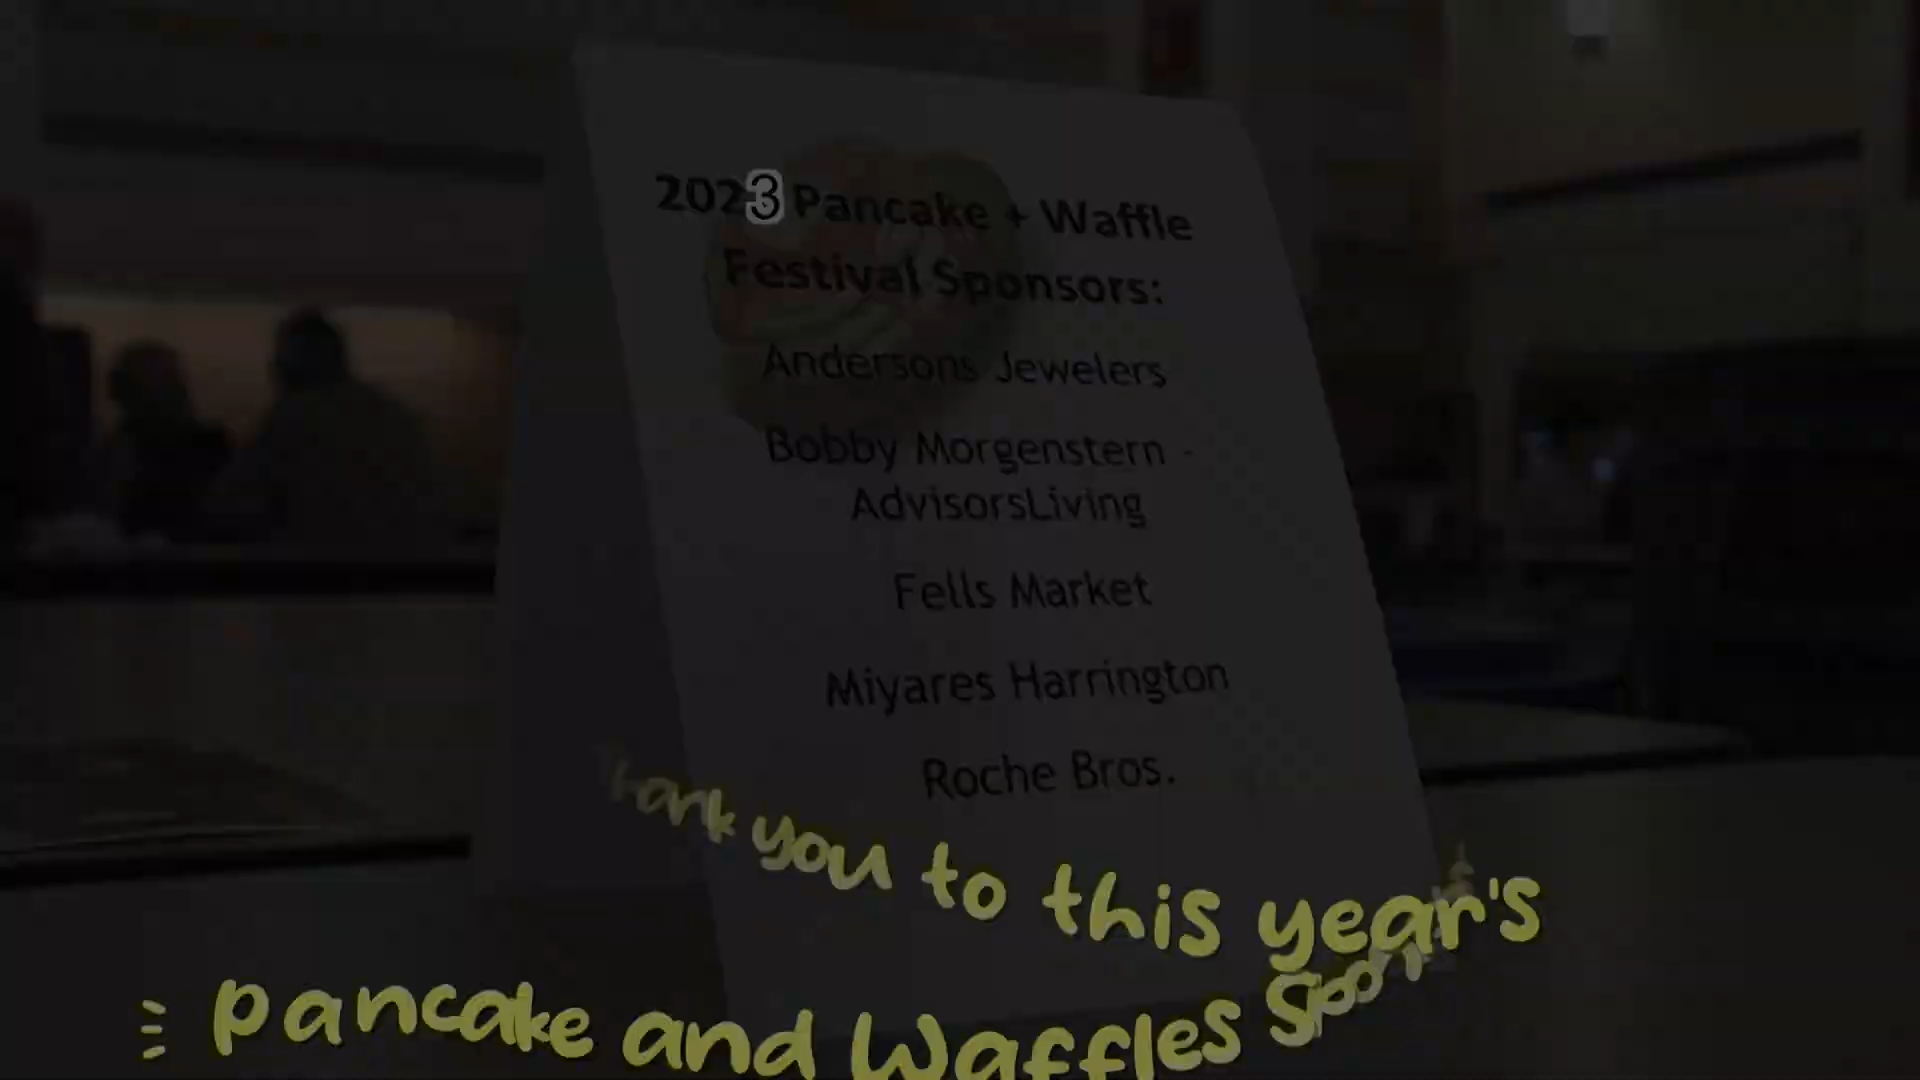 2023 Pancake + Waffle
Festival Sponsors:
Andersons Jewelers
Bobby Morgenstern -
AdvisorsLiving
Fells Market
Miyares Harrington
Roche Bros.
Thank you to this year's
pancake and Waffles